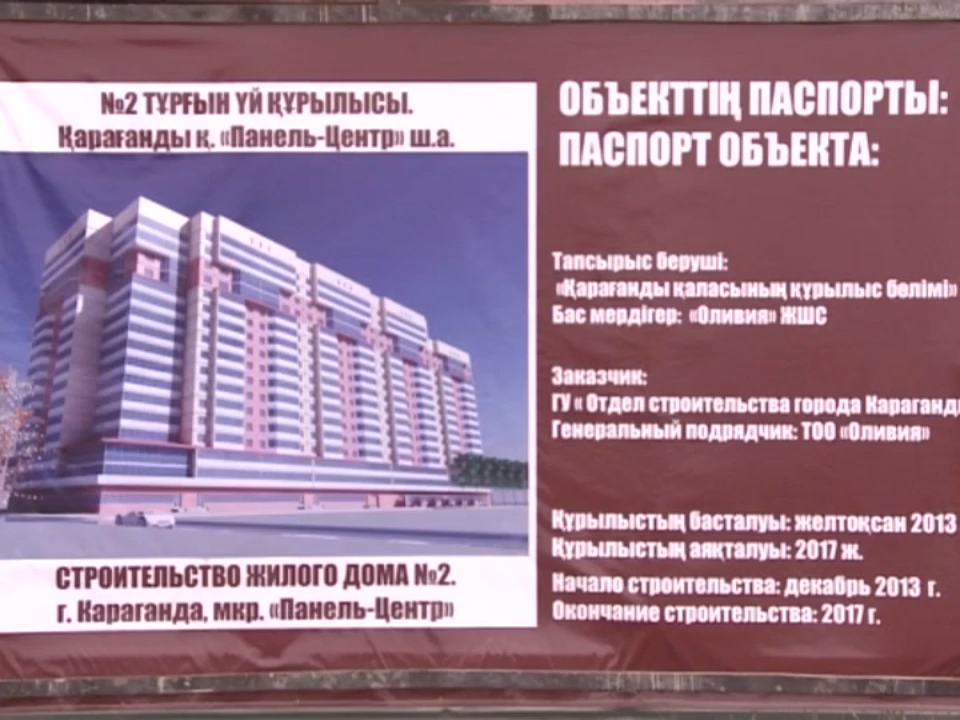 №2 ТҰРҒЫН ҮЙ ҚҰРЫЛЫСЫ.
Қарағанды қ. «Панель-Центр» ш.а.
СТРОИТЕЛЬСТВО ЖИЛОГО ДОМА №2.
г. Караганда, мкр. «Панель-Центр»
ОБЪЕКТТІҢ ПАСПОРТЫ:
ПАСПОРТ ОБЪЕКТА:
Тапсырыс беруші:
«Қарағанды қаласының құрылыс бөлімі»
Бас мердігер: «Оливия» ЖШС
Заказчик:
ГУ « Отдел строительства города Караганды
Генеральный подрядчик: ТОО «Оливия»
Құрылыстың басталуы: желтоқсан 2013
Құрылыстың аяқталуы: 2017 ж.
Начало строительства: декабрь 2013 г.
Окончание строительства: 2017 г.